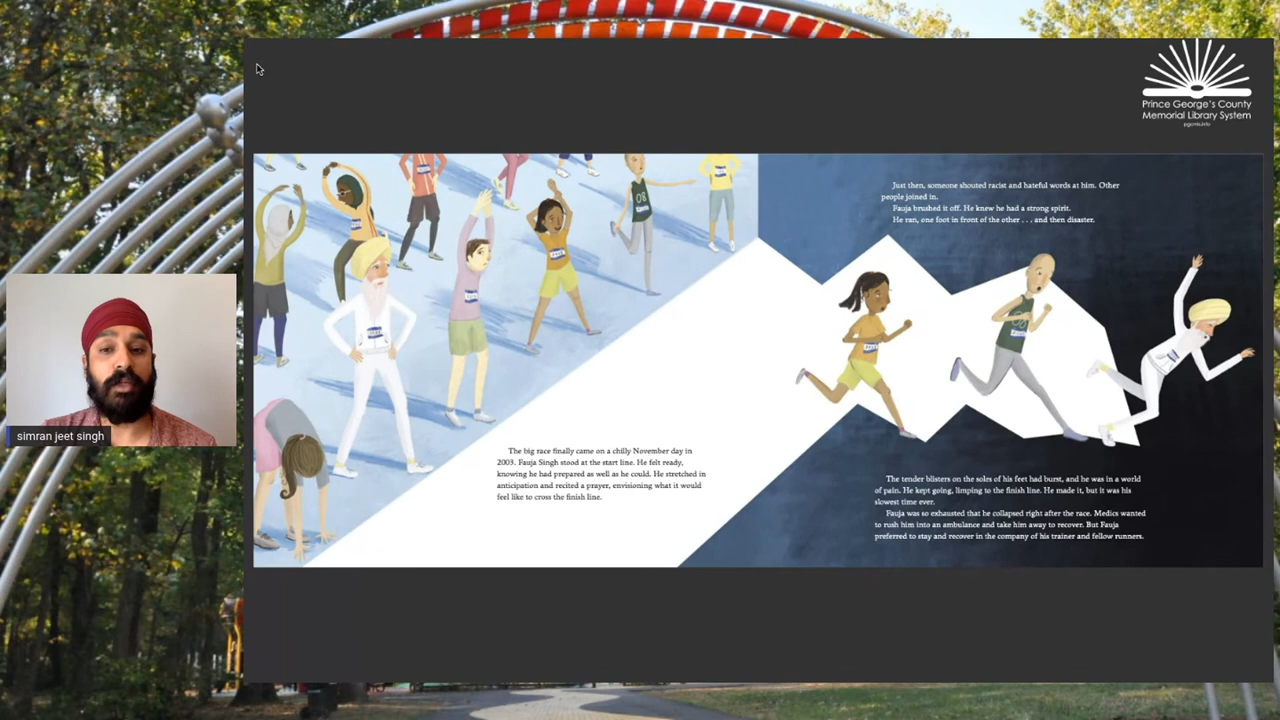 Prince George's County
Memorial Library System
pgcmls.info
Just then, someone shouted racist and hateful words at him. Other
people joined in.
Fauja brushed it off. He knew he had a strong spirit.
He ran, one foot in front of the other . . . and then disaster.
08
simran jeet singh
The big race finally came on a chilly November day in
2003. Fauja Singh stood at the start line. He felt ready,
knowing he had prepared as well as he could. He stretched in
anticipation and recited a prayer, envisioning what it would
feel like to cross the finish line.
The tender blisters on the soles of his feet had burst, and he was in a world
of pain. He kept going, limping to the finish line. He made it, but it was his
slowest time ever.
Fauja was so exhausted that he collapsed right after the race. Medics wanted
to rush him into an ambulance and take him away to recover. But Fauja
preferred to stay and recover in the company of his trainer and fellow runners.